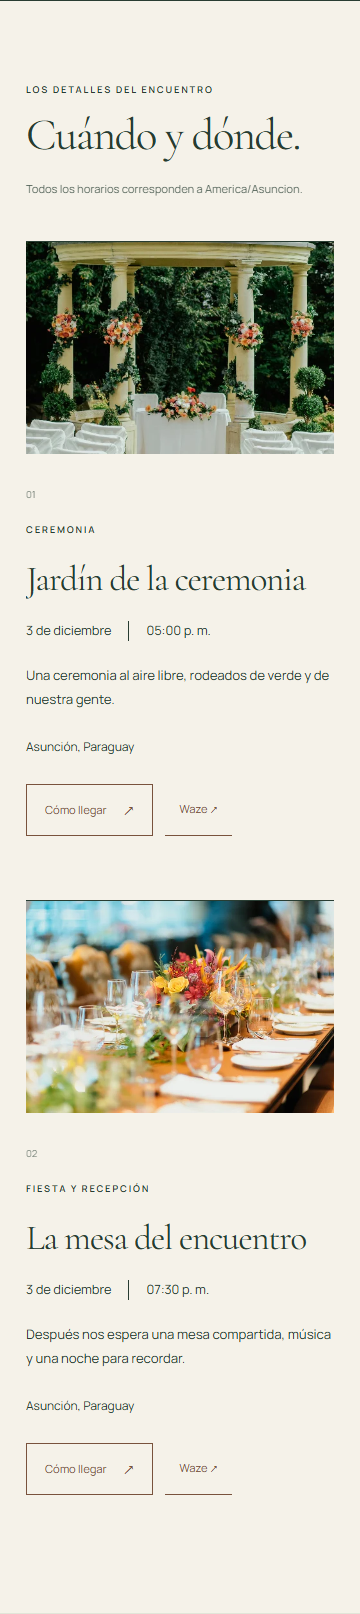 LOS DETALLES DEL ENCUENTRO
Cuándo y dónde.
Todos los horarios corresponden a America/Asuncion.
01
CEREMONIA
Jardín de la ceremonia
3 de diciembre 05:00 p. m.
Una ceremonia al aire libre, rodeados de verde y de
nuestra gente.
Asunción, Paraguay
Cómo llegar ↗ Waze ↗
02
FIESTA Y RECEPCIÓN
La mesa del encuentro
3 de diciembre 07:30 p. m.
Después nos espera una mesa compartida, música
y una noche para recordar.
Asunción, Paraguay
Cómo llegar ↗ Waze ↗